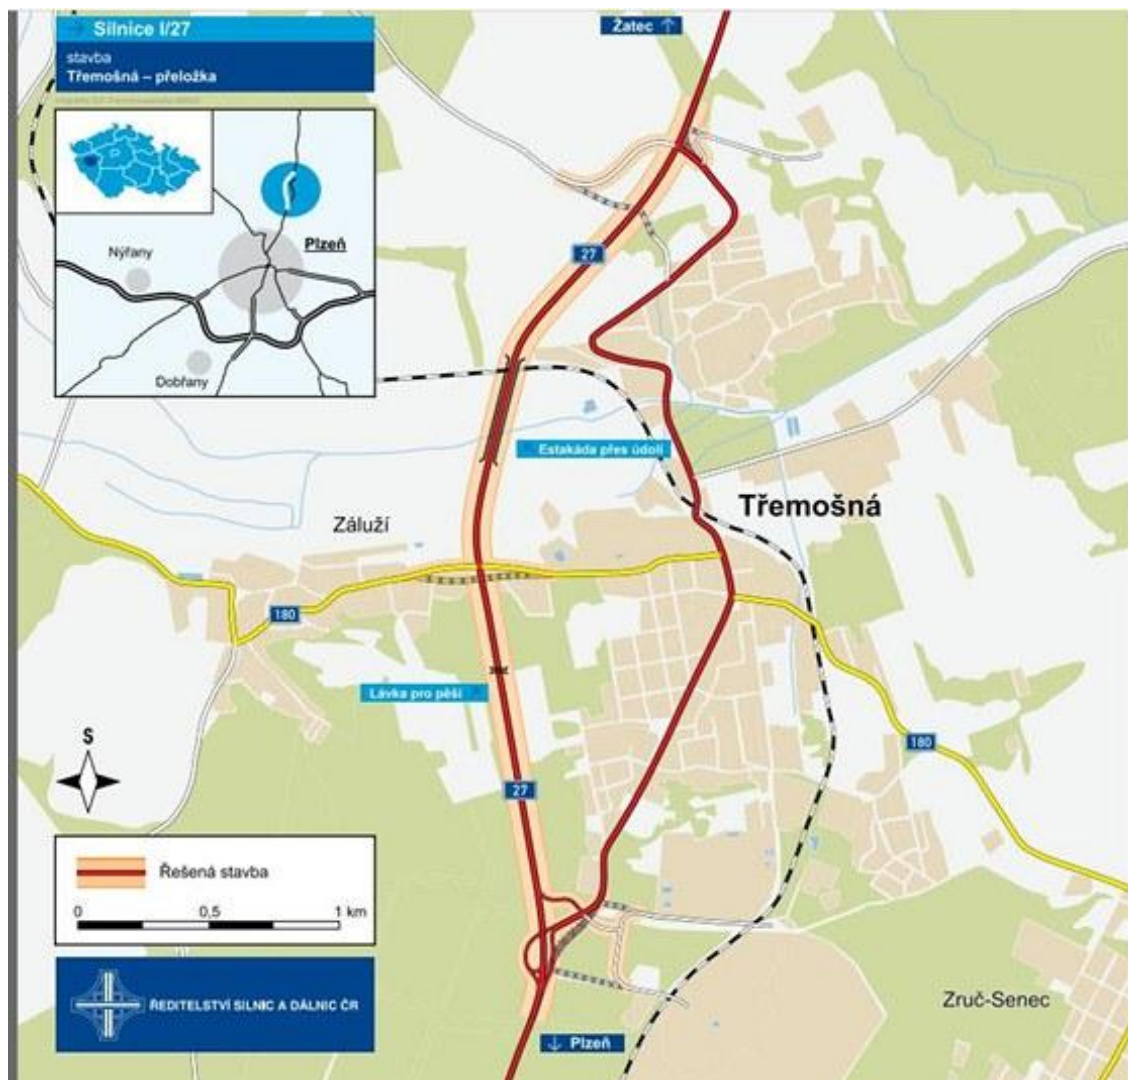 Silnice I/27
stavba
Třemošná – přeložka
Žatec ↑
Nýřany
Plzeň
Dobřany
27
Estakáda přes údolí
Třemošná
Záluží
180
Lávka pro pěší
180
S
27
Řešená stavba
0 0,5 1 km
ŘEDITELSTVÍ SILNIC A DÁLNIC ČR
Zruč-Senec
↓ Plzeň